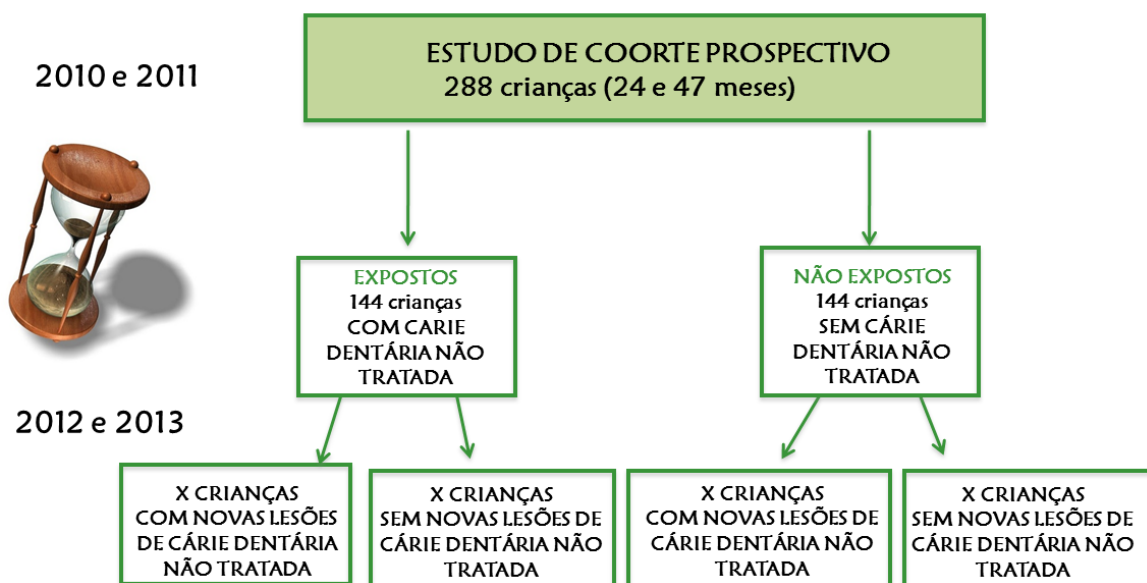 2010 e 2011
ESTUDO DE COORTE PROSPECTIVO
288 crianças (24 e 47 meses)
EXPOSTOS
144 crianças
COM CARIE
DENTÁRIA NÃO
TRATADA
NÃO EXPOSTOS
144 crianças
SEM CÁRIE
DENTÁRIA NÃO
TRATADA
2012 e 2013
X CRIANÇAS
COM NOVAS LESÕES
DE CÁRIE DENTÁRIA
NÃO TRATADA
X CRIANÇAS
SEM NOVAS LESÕES DE
CÁRIE DENTÁRIA NÃO
TRATADA
X CRIANÇAS
COM NOVAS LESÕES DE
CÁRIE DENTÁRIA NÃO
TRATADA
X CRIANÇAS
SEM NOVAS LESÕES DE
CÁRIE DENTÁRIA NÃO
TRATADA